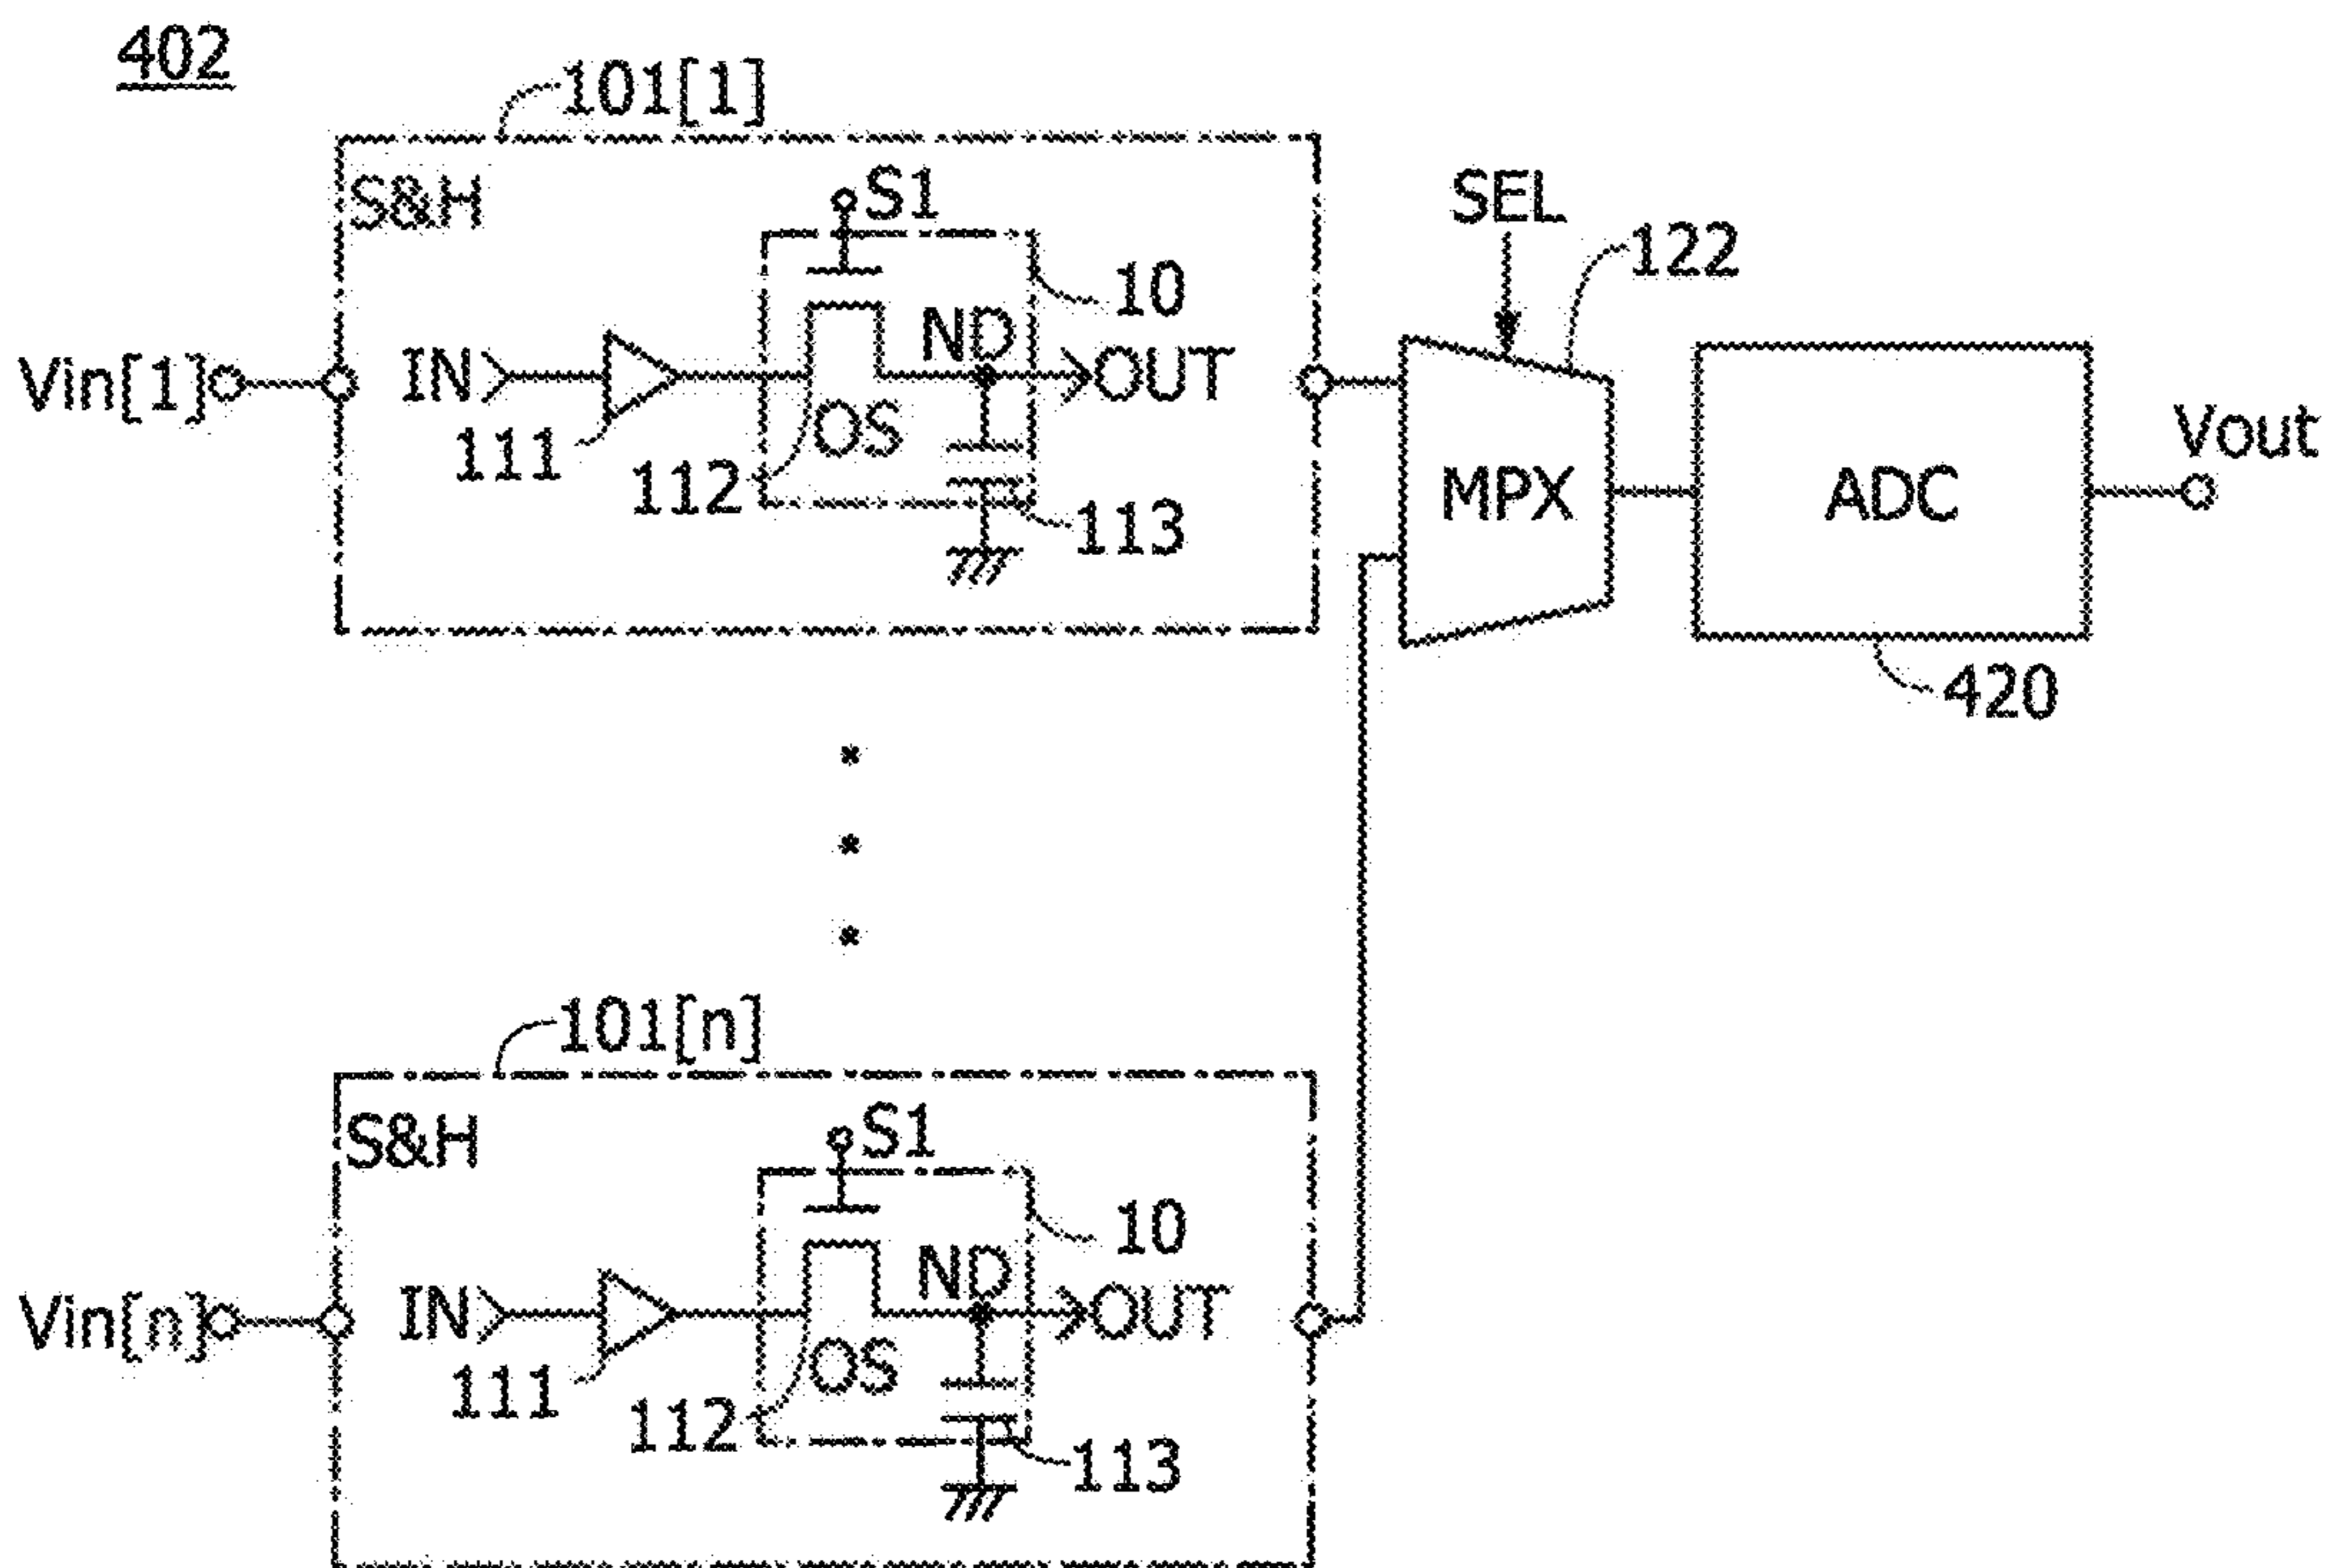 402
101[1]
S&H
S1
SEL
122
10
ND
Vin[1]
IN
OUT
111
OS
112
113
MPX
ADC
Vout
420
101[n]
S&H
S1
10
ND
Vin[n]
IN
OUT
111
OS
112
113